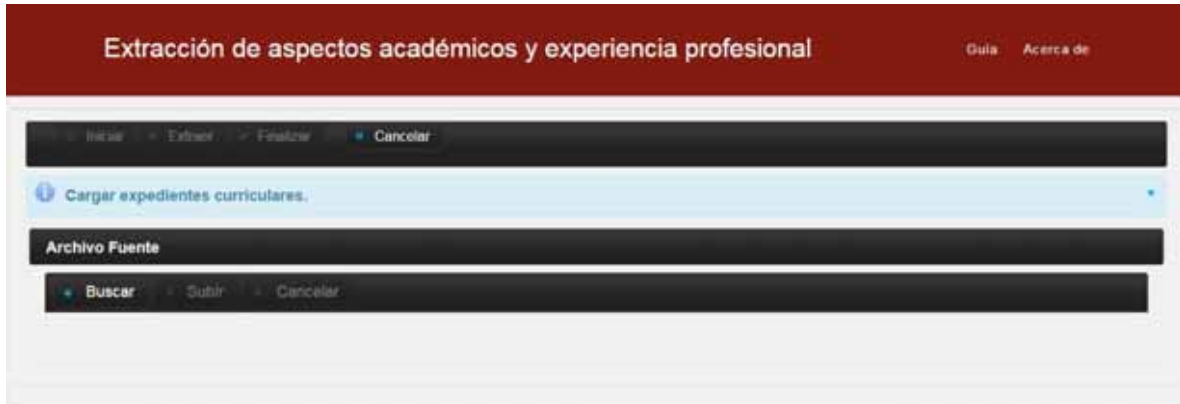 Extracción de aspectos académicos y experiencia profesional
Guía Acerca de
Iniciar Extraer Finalizar Cancelar
Cargar expedientes curriculares.
Archivo Fuente
Buscar Subir Cancelar